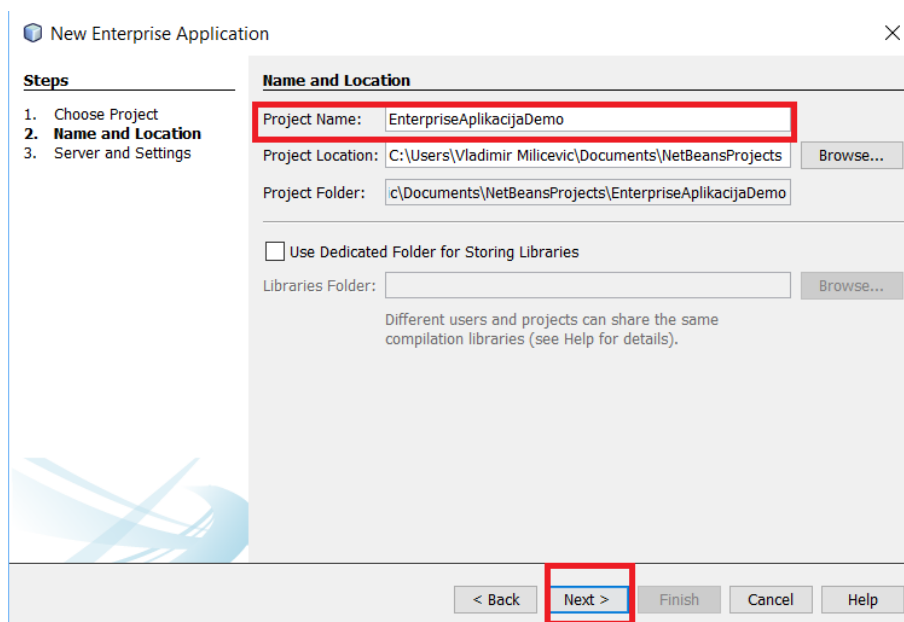 New Enterprise Application
Steps
1. Choose Project
2. Name and Location
3. Server and Settings
Name and Location
Project Name: EnterpriseAplikacijaDemo
Project Location: C:\Users\Vladimir Milicevic\Documents\NetBeansProjects Browse...
Project Folder: ic\Documents\NetBeansProjects\EnterpriseAplikacijaDemo
Use Dedicated Folder for Storing Libraries
Libraries Folder: Browse...
Different users and projects can share the same
compilation libraries (see Help for details).
< Back Next > Finish Cancel Help